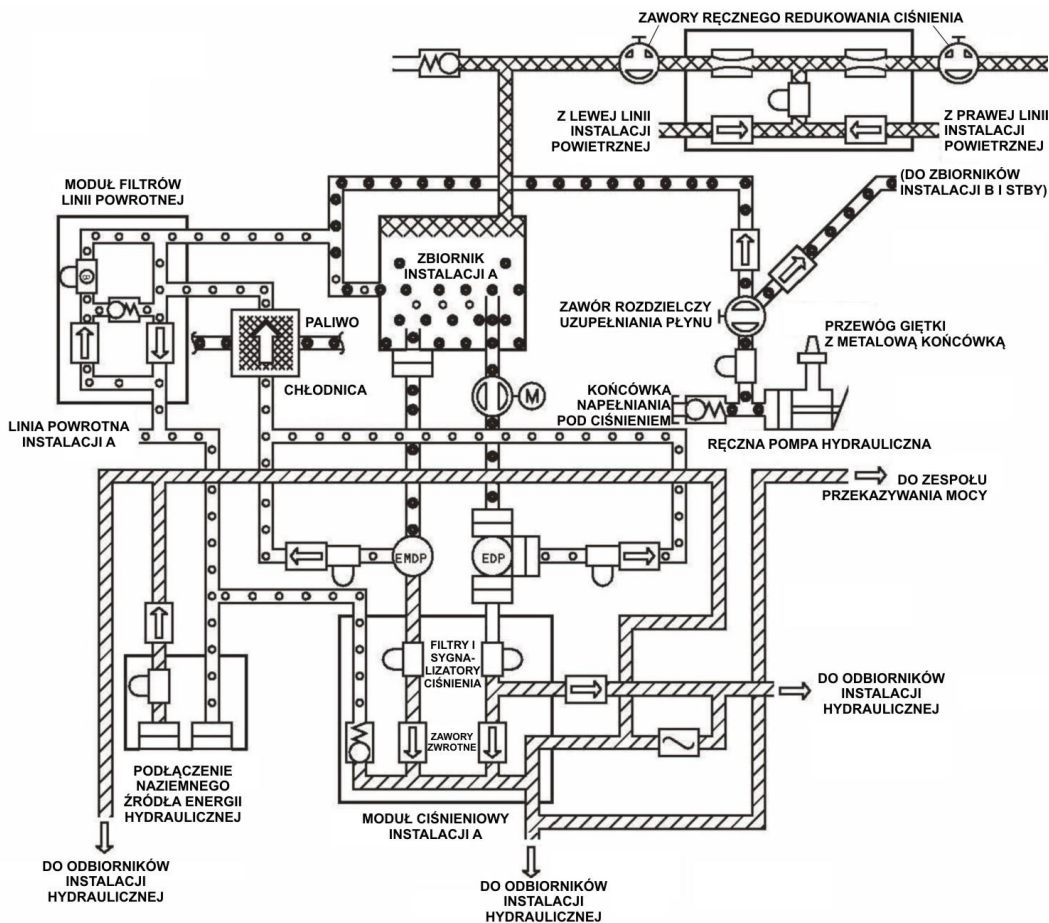 ZAWORY RĘCZNEGO REDUKOWANIA CIŚNIENIA
Z LEWEJ LINII
INSTALACJI
POWIETRZNEJ
Z PRAWEJ LINII
INSTALACJI
POWIETRZNEJ
MODUŁ FILTRÓW
LINII POWROTNEJ
(DO ZBIORNIKÓW
INSTALACJI B I STBY)
ZBIORNIK
INSTALACJI A
B
PALIWO
CHŁODNICA
ZAWÓR ROZDZIELCZY
UZUPEŁNIANIA PŁYNU
PRZEWÓG GIĘTKI
Z METALOWĄ KOŃCÓWKĄ
M
KOŃCÓWKA
NAPEŁNIANIA
POD CIŚNIENIEM
RĘCZNA POMPA HYDRAULICZNA
LINIA POWROTNA
INSTALACJI A
DO ZESPOŁU
PRZEKAZYWANIA MOCY
EMDP
EDP
FILTRY I
SYGNA-
LIZATORY
CIŚNIENIA
DO ODBIORNIKÓW
INSTALACJI
HYDRAULICZNEJ
ZAWORY
ZWROTNE
PODŁĄCZENIE
NAZIEMNEGO
ŹRÓDŁA ENERGII
HYDRAULICZNEJ
MODUŁ CIŚNIENIOWY
INSTALACJI A
DO ODBIORNIKÓW
INSTALACJI
HYDRAULICZNEJ
DO ODBIORNIKÓW
INSTALACJI
HYDRAULICZNEJ